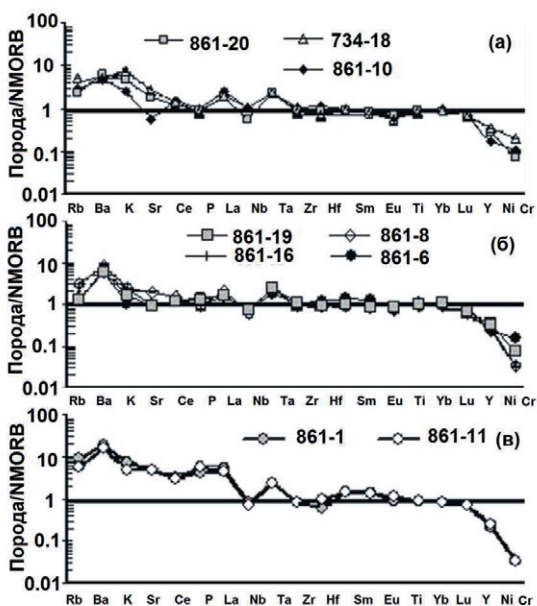 100
861-20 734-18 (а)
861-10
10
1
0.1
0.01
Порода/NMORB
Rb Ba K Sr Ce P La Nb Ta Zr Hf Sm Eu Ti Yb Lu Y Ni Cr
100
861-19 861-8 (б)
861-16 861-6
10
1
0.1
0.01
Порода/NMORB
Rb Ba K Sr Ce P La Nb Ta Zr Hf Sm Eu Ti Yb Lu Y Ni Cr
100
861-1 861-11 (в)
10
1
0.1
0.01
Порода/NMORB
Rb Ba K Sr Ce P La Nb Ta Zr Hf Sm Eu Ti Yb Lu Y Ni Cr